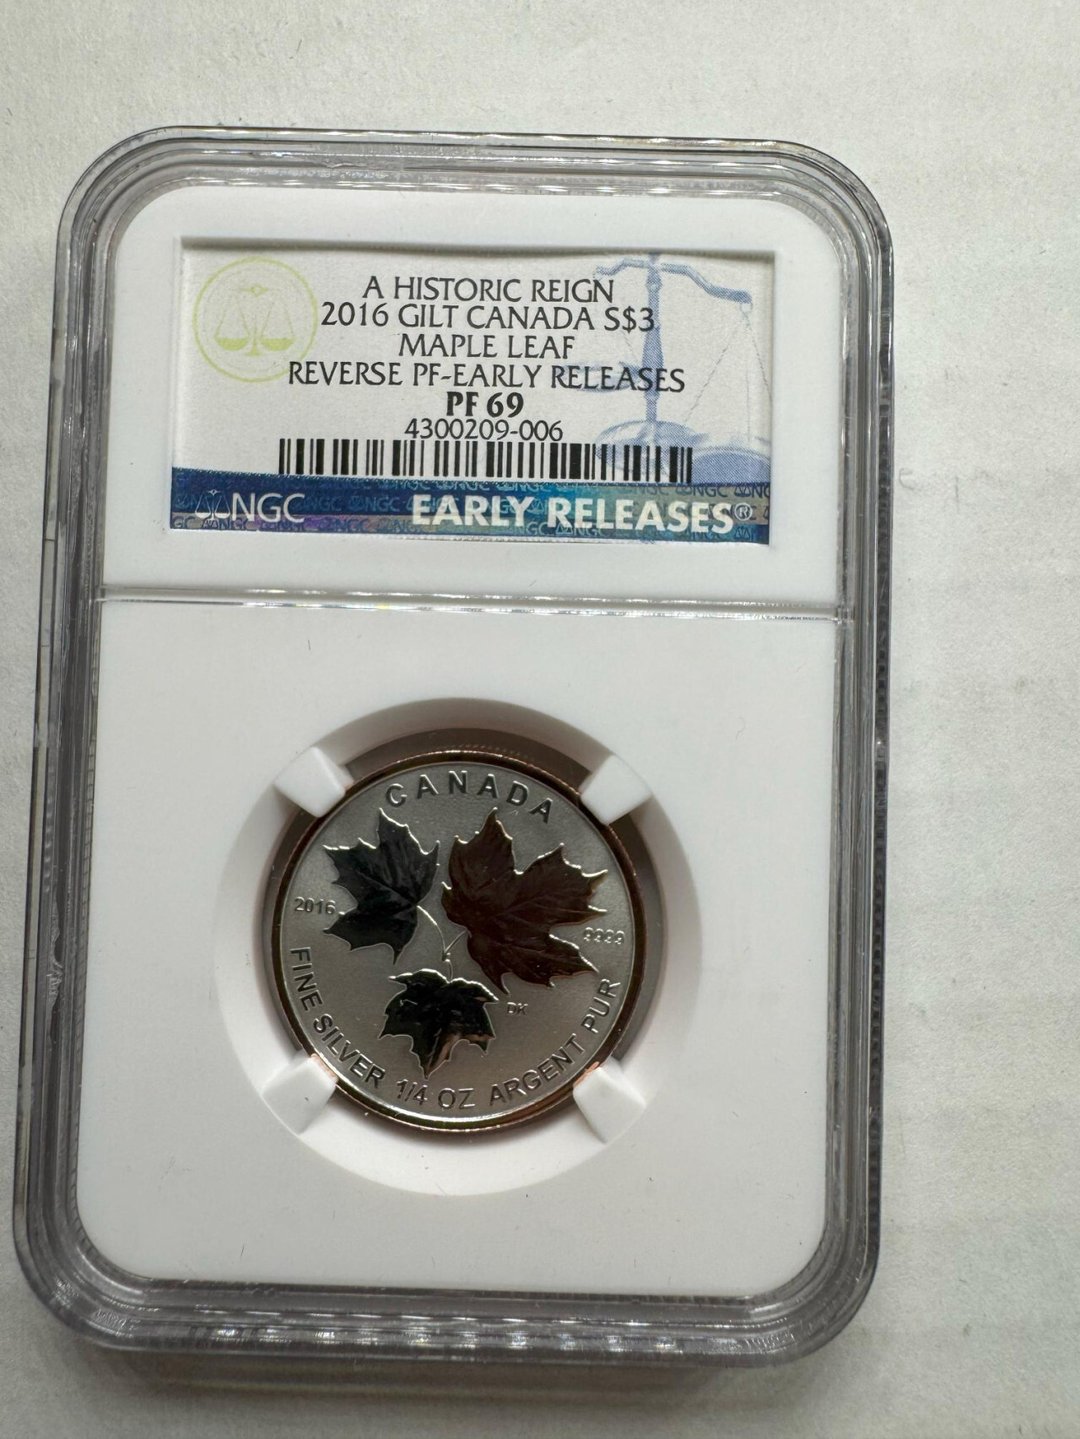 A HISTORIC REIGN
2016 GILT CANADA S$3
MAPLE LEAF
REVERSE PF-EARLY RELEASES
PF 69
4300209-006
NGC EARLY RELEASES®
CANADA
2016
9999
DK
FINE SILVER 1/4 OZ ARGENT PUR